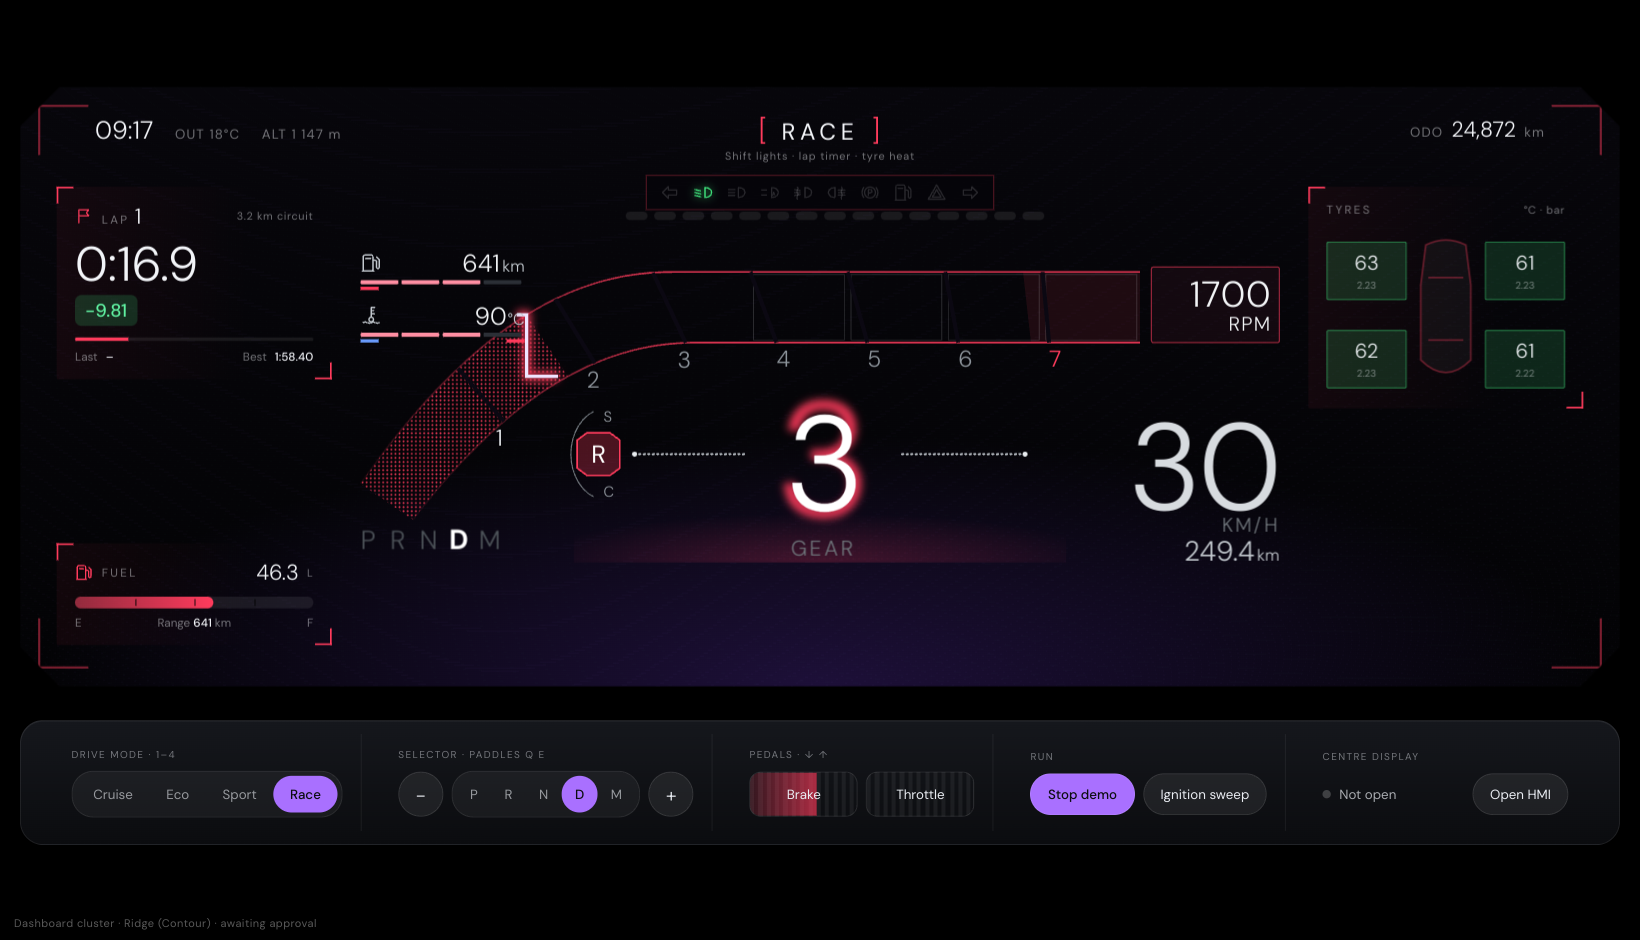 09:17 OUT 18°C ALT 1 147 m
[ RACE ]
Shift lights · lap timer · tyre heat
ODO 24,872 km
LAP 1 3.2 km circuit
0:16.9
-9.81
Last – Best 1:58.40
641 km
90°C
1 2 3 4 5 6 7
1700
RPM
TYRES °C · bar
63
2.23
61
2.23
62
2.23
61
2.22
S
R
C
3
GEAR
30
KM/H
249.4 km
P R N D M
FUEL 46.3 L
E Range 641 km F
DRIVE MODE · 1–4
Cruise Eco Sport Race
SELECTOR · PADDLES Q E
− P R N D M +
PEDALS · ↓ ↑
Brake Throttle
RUN
Stop demo Ignition sweep
CENTRE DISPLAY
Not open Open HMI
Dashboard cluster · Ridge (Contour) · awaiting approval